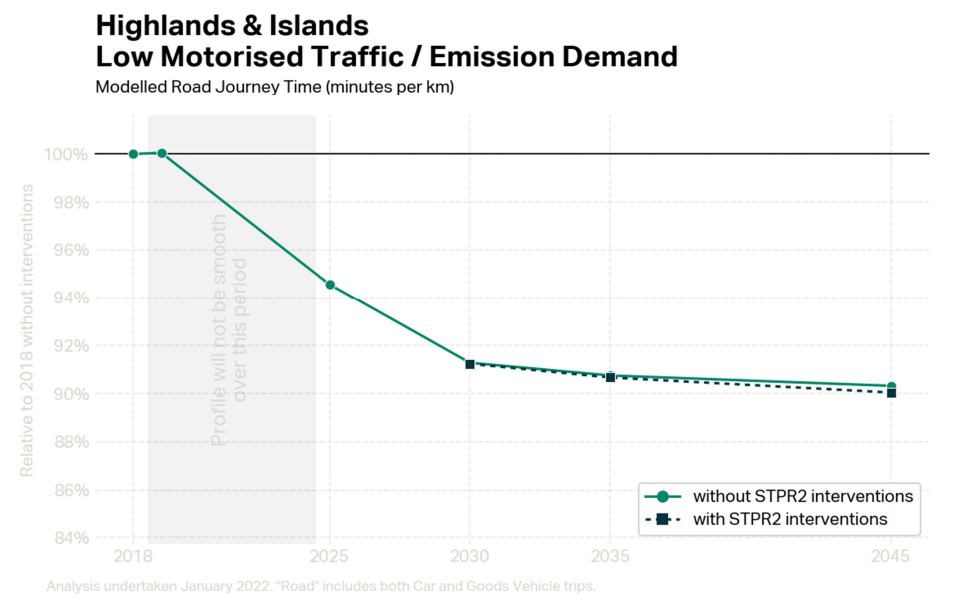 Highlands & Islands
Low Motorised Traffic / Emission Demand
Modelled Road Journey Time (minutes per km)
Relative to 2018 without interventions
100%
98%
96%
94%
92%
90%
88%
86%
84%
Profile will not be smooth
over this period
without STPR2 interventions
with STPR2 interventions
2018
2025
2030
2035
2045
Analysis undertaken January 2022. "Road" includes both Car and Goods Vehicle trips.